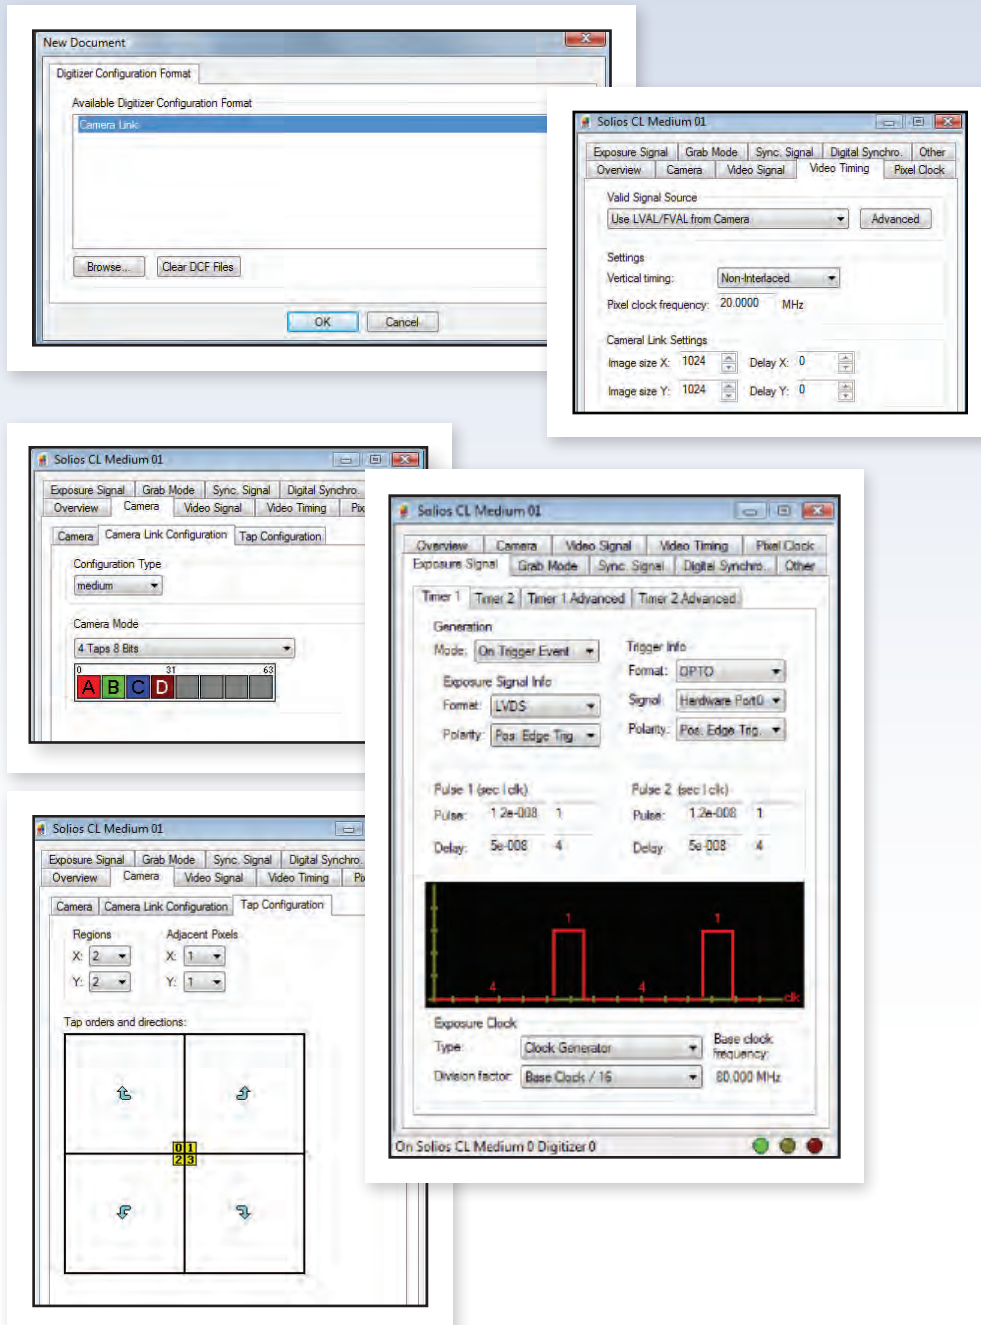 New Document
Digitizer Configuration Format
Available Digitizer Configuration Format
Camera Link
Browse... Clear DCF Files
OK Cancel
Solios CL Medium 01
Exposure Signal Grab Mode Sync. Signal Digital Synchro. Other
Overview Camera Video Signal Video Timing Pixel Clock
Valid Signal Source
Use LVAL/FVAL from Camera Advanced
Settings
Vertical timing: Non-Interlaced
Pixel clock frequency: 20.0000 MHz
Cameral Link Settings
Image size X: 1024 Delay X: 0
Image size Y: 1024 Delay Y: 0
Solios CL Medium 01
Exposure Signal Grab Mode Sync. Signal Digital Synchro.
Overview Camera Video Signal Video Timing Pix
Camera Camera Link Configuration Tap Configuration
Configuration Type
medium
Camera Mode
4 Taps 8 Bits
0 31 63
A B C D
Solios CL Medium 01
Overview Camera Video Signal Video Timing Pixel Clock
Exposure Signal Grab Mode Sync. Signal Digital Synchro. Other
Timer 1 Timer 2 Timer 1 Advanced Timer 2 Advanced
Generation
Mode: On Trigger Event
Exposure Signal Info
Format: LVDS
Polarity: Pos. Edge Trig.
Trigger Info
Format: OPTO
Signal: Hardware Port0
Polarity: Pos. Edge Trig.
Pulse 1 (sec | clk) Pulse 2 (sec | clk)
Pulse: 1.2e-008 1 Pulse: 1.2e-008 1
Delay: 5e-008 4 Delay: 5e-008 4
1 1
4 4
clk
Exposure Clock
Type: Clock Generator Base clock frequency:
Division factor: Base Clock / 16 80.000 MHz
On Solios CL Medium 0 Digitizer 0
Solios CL Medium 01
Exposure Signal Grab Mode Sync. Signal Digital Synchro.
Overview Camera Video Signal Video Timing Pi
Camera Camera Link Configuration Tap Configuration
Regions Adjacent Pixels
X: 2 X: 1
Y: 2 Y: 1
Tap orders and directions:
0 1
2 3